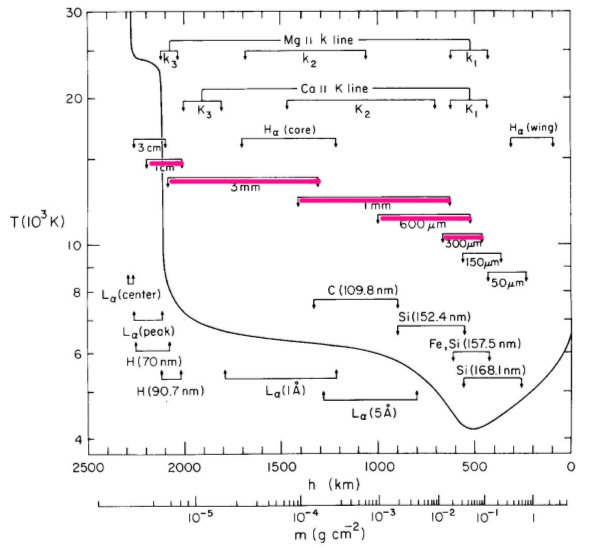 30
Mg II k line
k3
k2
k1
Ca II K line
20
K3
K2
K1
Hα (core)
Hα (wing)
3 cm
1 cm
3 mm
1 mm
T(10³K)
600 μm
300 μm
10
150 μm
50 μm
Lα (center)
8
C (109.8 nm)
Lα (peak)
Si (152.4 nm)
Fe, Si (157.5 nm)
6
H (70 nm)
Si (168.1 nm)
H (90.7 nm)
Lα (1Å)
Lα (5Å)
4
2500 2000 1500 1000 500 0
h (km)
10⁻⁵ 10⁻⁴ 10⁻³ 10⁻² 10⁻¹ 1
m (g cm⁻²)